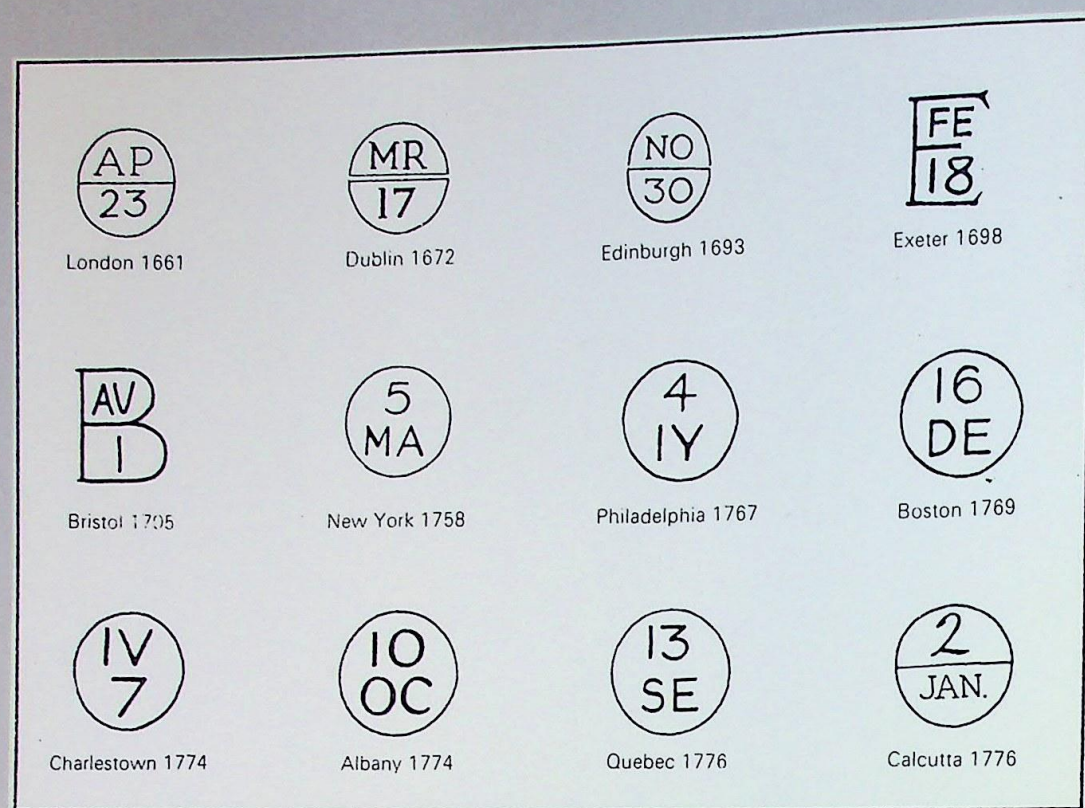 AP
23
London 1661
MR
17
Dublin 1672
NO
30
Edinburgh 1693
FE
18
Exeter 1698
AV
1
Bristol 1705
5
MA
New York 1758
4
IY
Philadelphia 1767
16
DE
Boston 1769
IV
7
Charlestown 1774
10
OC
Albany 1774
13
SE
Quebec 1776
2
JAN.
Calcutta 1776